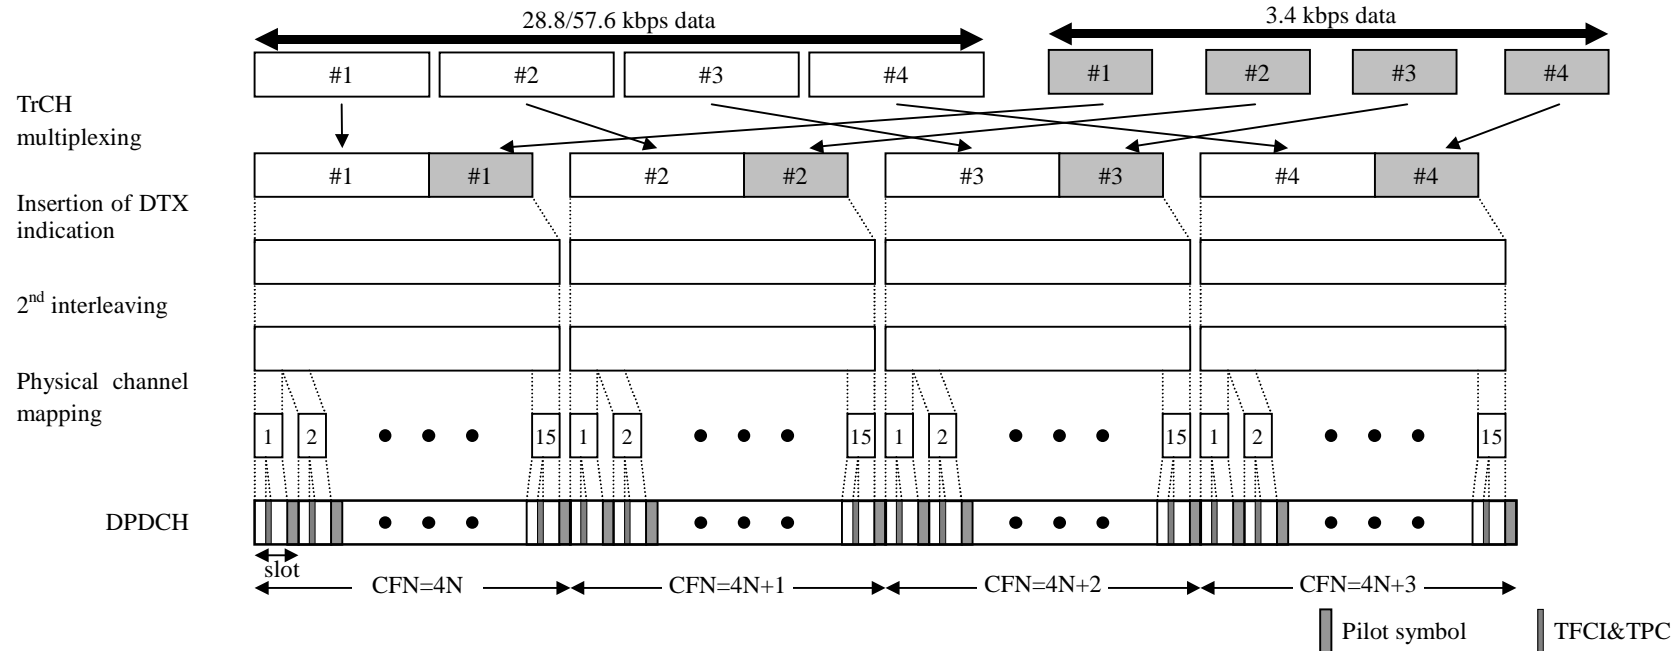 28.8/57.6 kbps data
3.4 kbps data
#1 #2 #3 #4 #1 #2 #3 #4
TrCH
multiplexing
#1 #1 #2 #2 #3 #3 #4 #4
Insertion of DTX
indication
2nd interleaving
Physical channel
mapping
1 2 15 1 2 15 1 2 15 1 2 15
DPDCH
slot
CFN=4N CFN=4N+1 CFN=4N+2 CFN=4N+3
Pilot symbol TFCI&TPC